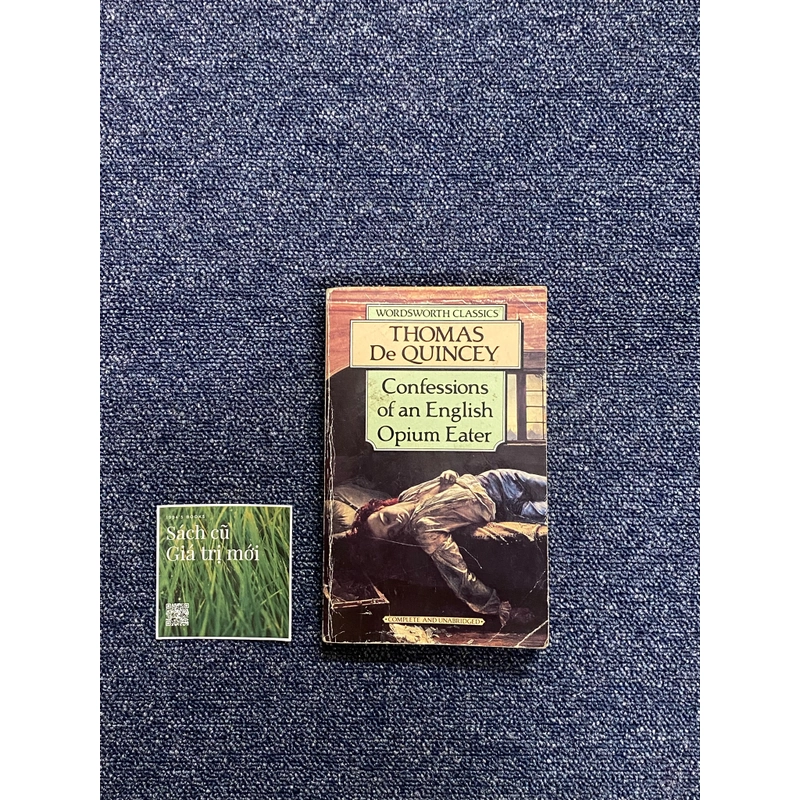 WORDSWORTH CLASSICS
THOMAS
De QUINCEY
Confessions
of an English
Opium Eater
•COMPLETE AND UNABRIDGED•
Sách cũ
Giá trị mới